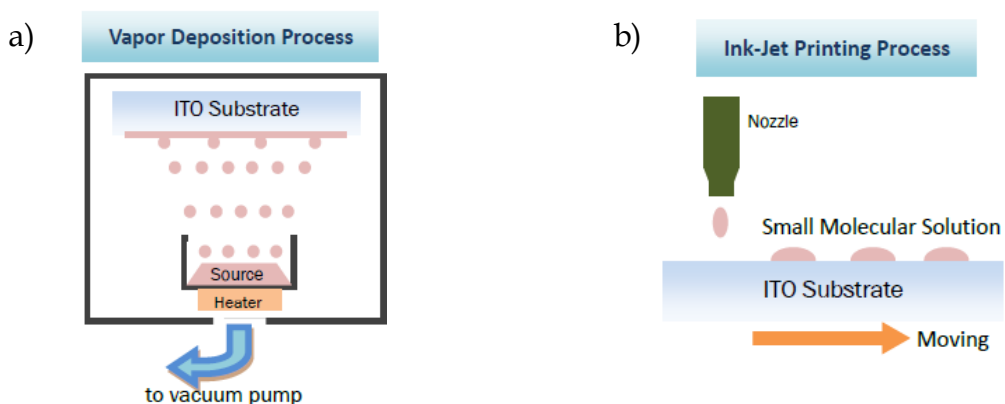 a)
Vapor Deposition Process
ITO Substrate
Source
Heater
to vacuum pump
b)
Ink-Jet Printing Process
Nozzle
Small Molecular Solution
ITO Substrate
Moving